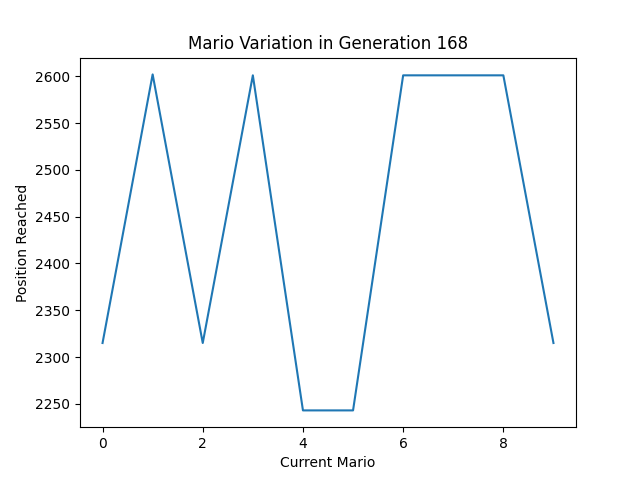 Mario Variation in Generation 168
Position Reached
2600
2550
2500
2450
2400
2350
2300
2250
0 2 4 6 8
Current Mario